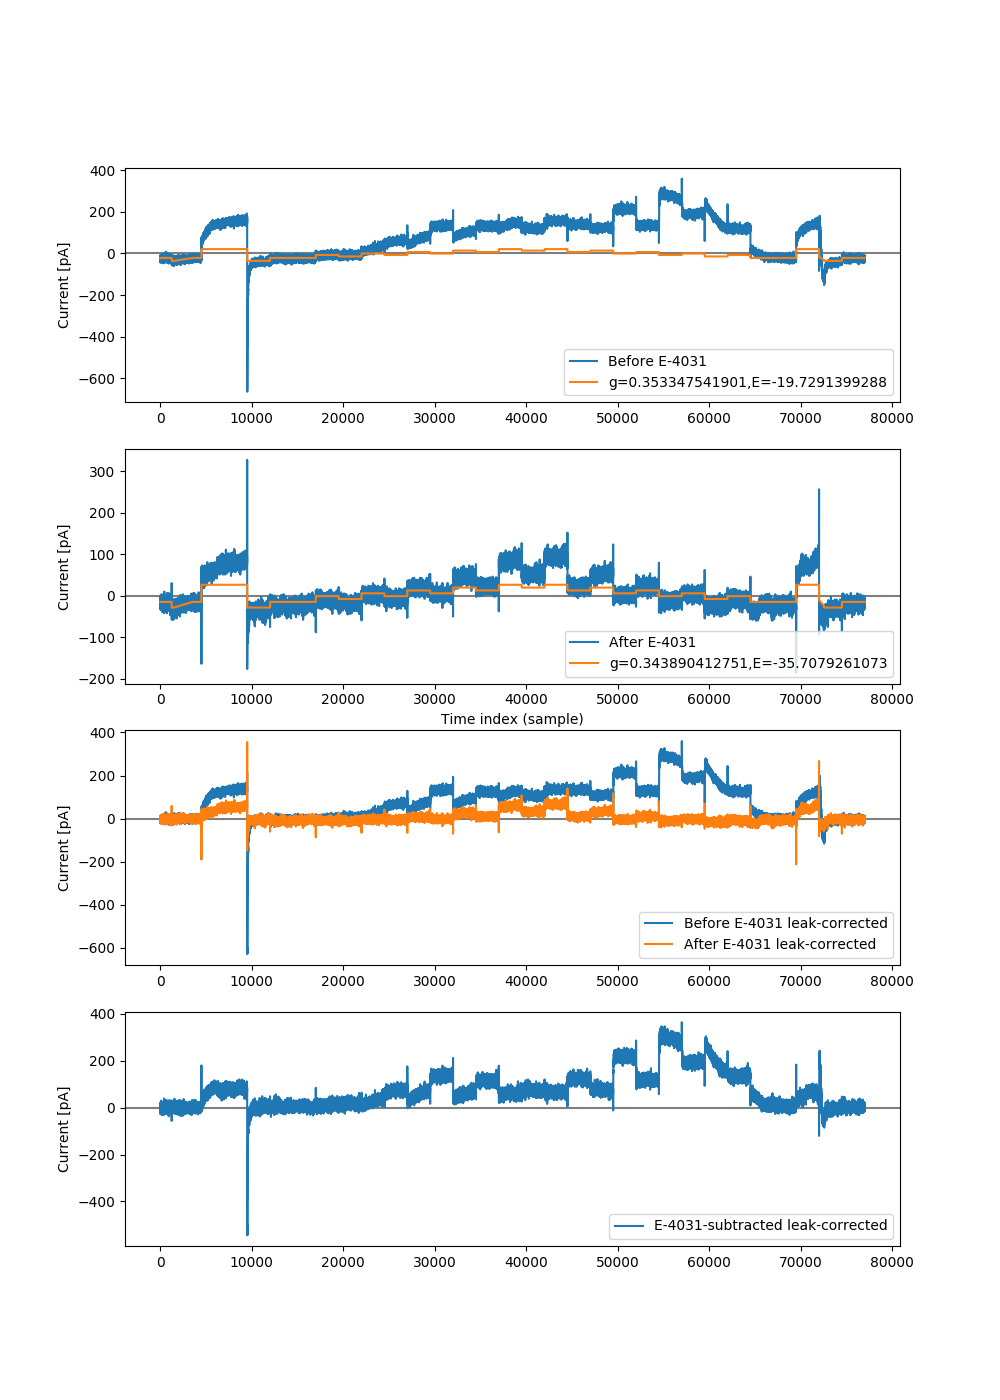 400
200
0
−200
−400
−600
Current [pA]
Before E-4031
g=0.353347541901,E=-19.7291399288
0 10000 20000 30000 40000 50000 60000 70000 80000
300
200
100
0
−100
−200
Current [pA]
After E-4031
g=0.343890412751,E=-35.7079261073
0 10000 20000 30000 40000 50000 60000 70000 80000
Time index (sample)
400
200
0
−200
−400
−600
Current [pA]
Before E-4031 leak-corrected
After E-4031 leak-corrected
0 10000 20000 30000 40000 50000 60000 70000 80000
400
200
0
−200
−400
Current [pA]
E-4031-subtracted leak-corrected
0 10000 20000 30000 40000 50000 60000 70000 80000